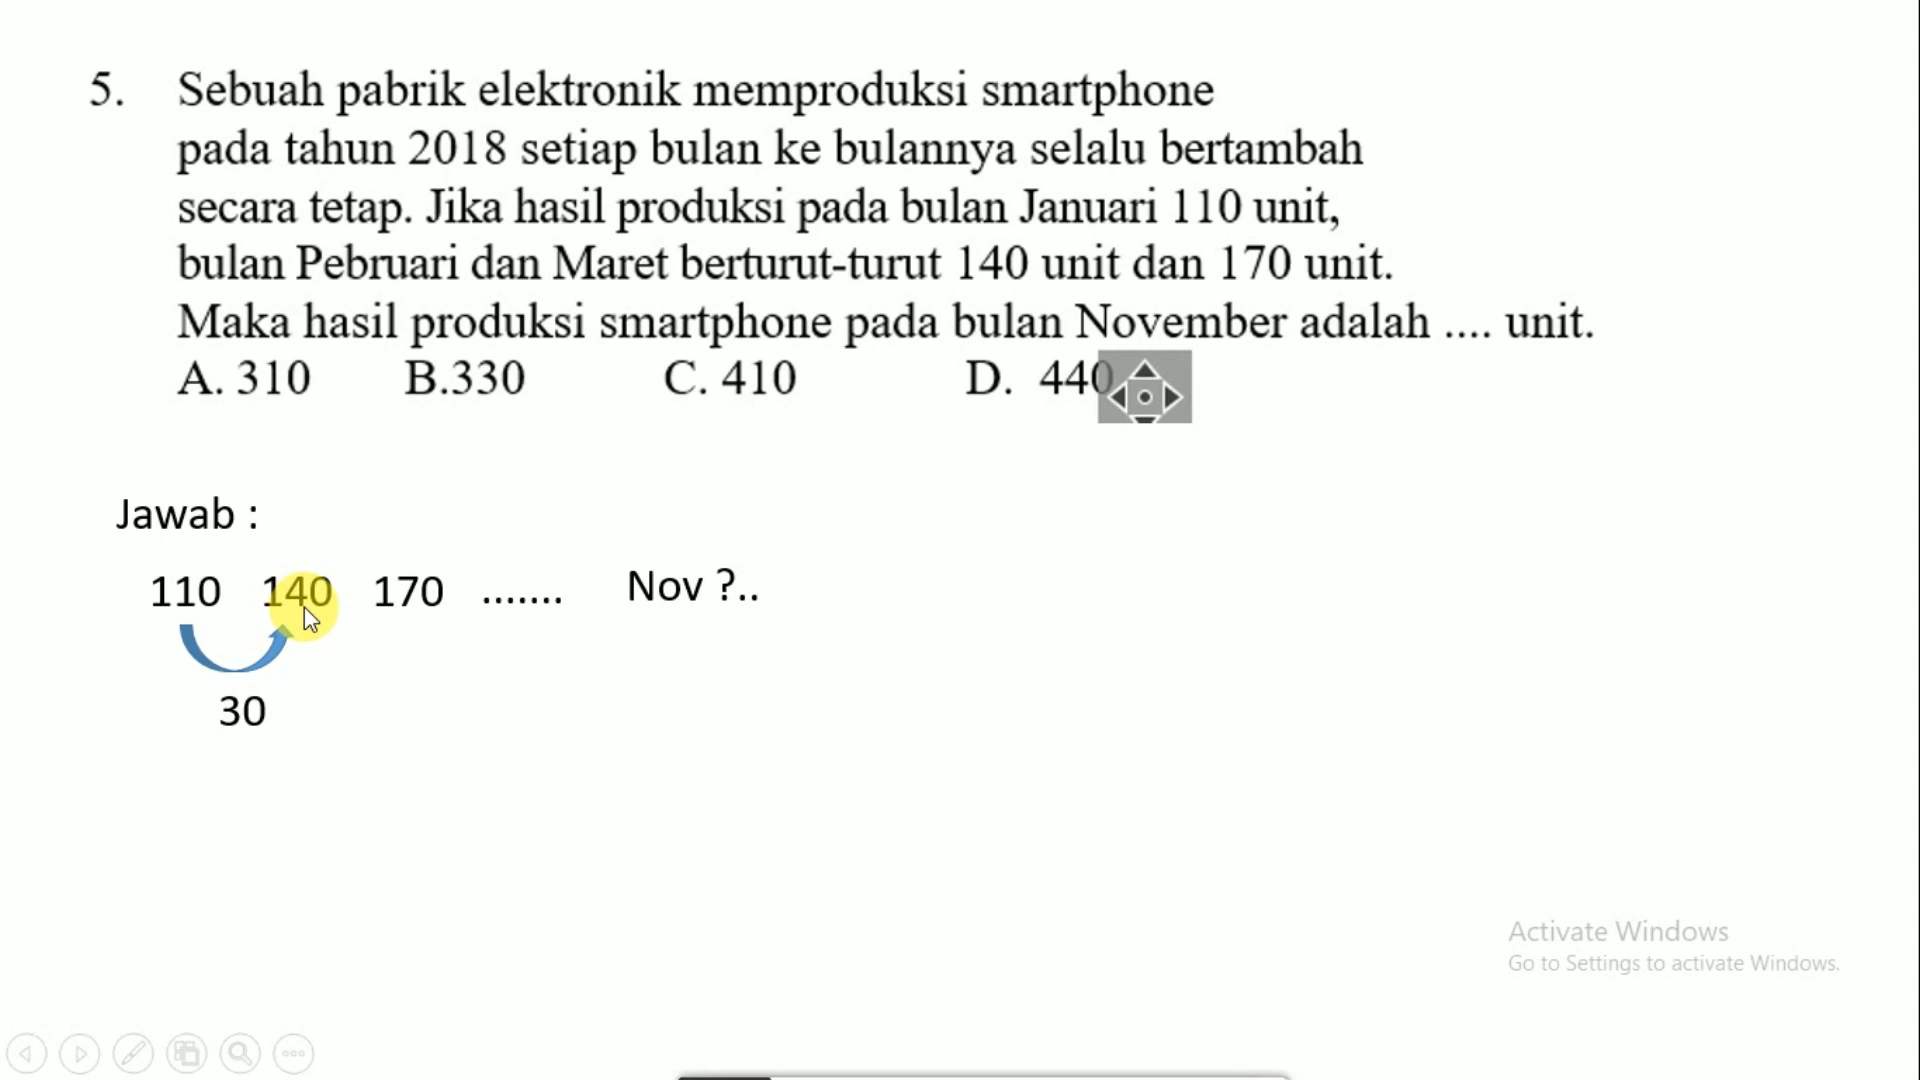 5. Sebuah pabrik elektronik memproduksi smartphone
pada tahun 2018 setiap bulan ke bulannya selalu bertambah
secara tetap. Jika hasil produksi pada bulan Januari 110 unit,
bulan Pebruari dan Maret berturut-turut 140 unit dan 170 unit.
Maka hasil produksi smartphone pada bulan November adalah .... unit.
A. 310 B.330 C. 410 D. 440
Jawab :
110 140 170 ....... Nov ?..
30
Activate Windows
Go to Settings to activate Windows.